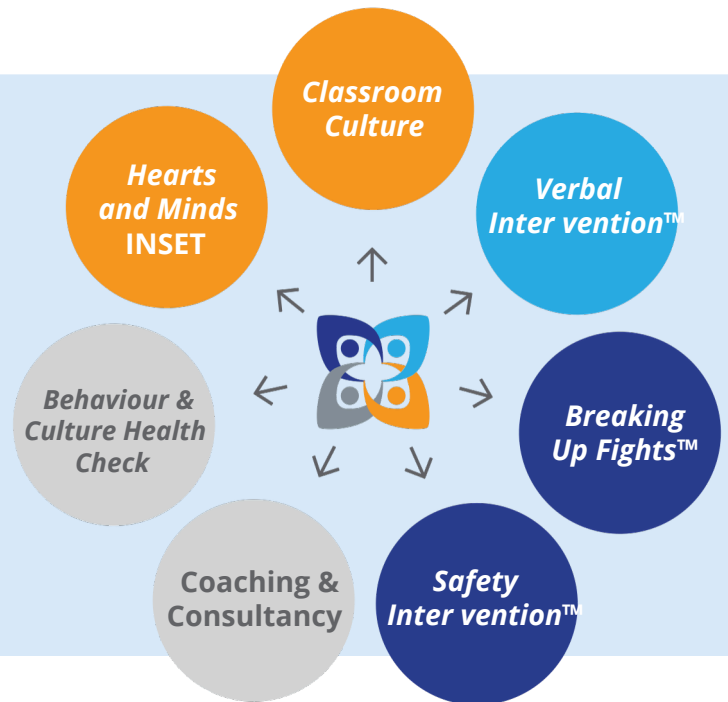 Classroom
Culture
Hearts
and Minds
INSET
Verbal
Inter vention™
Behaviour &
Culture Health
Check
Breaking
Up Fights™
Coaching &
Consultancy
Safety
Inter vention™